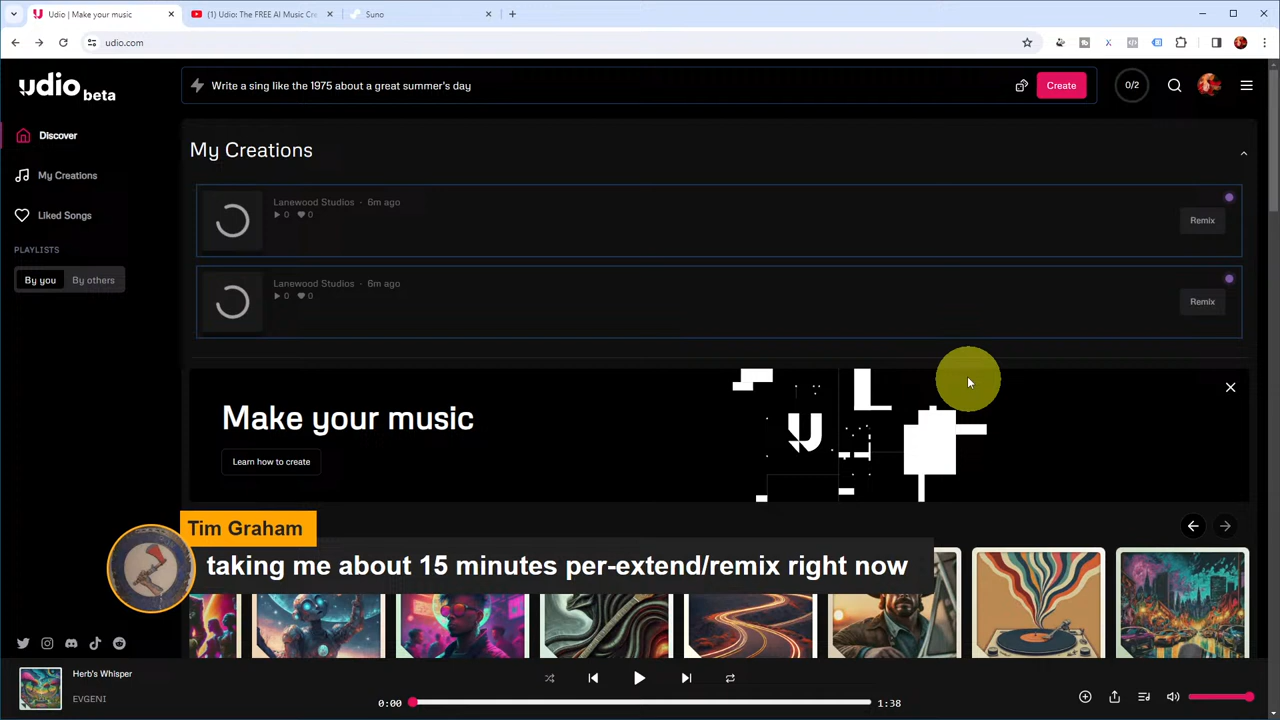 Udio | Make your music
(1) Udio: The FREE AI Music Cre
Suno
udio.com
udio beta
Write a sing like the 1975 about a great summer's day
Create
0/2
Discover
My Creations
Liked Songs
PLAYLISTS
By you
By others
My Creations
Lanewood Studios · 6m ago
0 0
Remix
Lanewood Studios · 6m ago
0 0
Remix
Make your music
Learn how to create
Tim Graham
taking me about 15 minutes per-extend/remix right now
Herb's Whisper
EVGENI
0:00
1:38